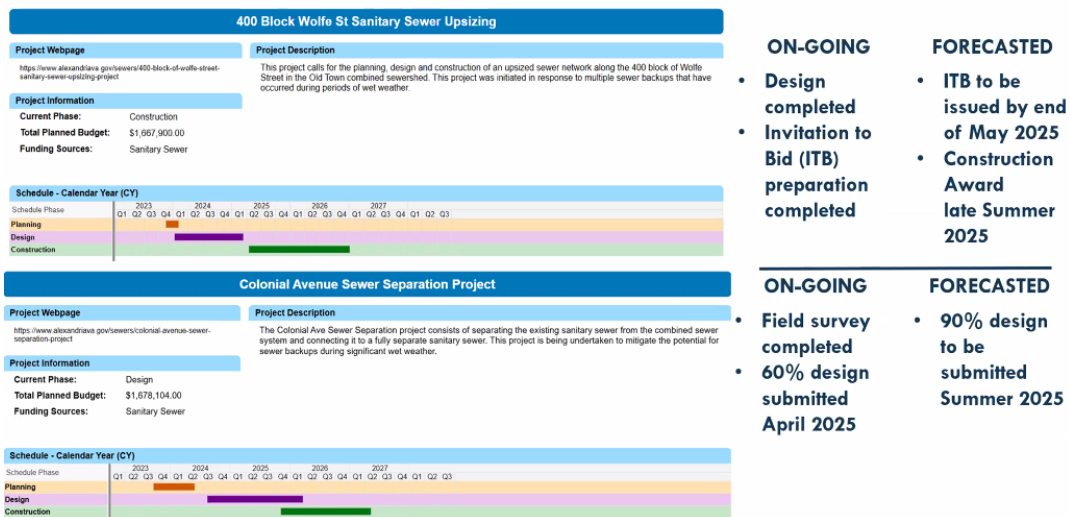 400 Block Wolfe St Sanitary Sewer Upsizing
Project Webpage
https://www.alexandriava.gov/sewers/400-block-of-wolfe-street-
sanitary-sewer-upsizing-project
Project Description
This project calls for the planning, design and construction of an upsized sewer network along the 400 block of Wolfe
Street in the Old Town combined sewershed. This project was initiated in response to multiple sewer backups that have
occurred during periods of wet weather.
Project Information
Current Phase: Construction
Total Planned Budget: $1,667,900.00
Funding Sources: Sanitary Sewer
Schedule - Calendar Year (CY)
2023 2024 2025 2026 2027
Schedule Phase
Q1 Q2 Q3 Q4 Q1 Q2 Q3 Q4 Q1 Q2 Q3 Q4 Q1 Q2 Q3 Q4 Q1 Q2 Q3 Q4 Q1 Q2 Q3
Planning
Design
Construction
ON-GOING
• Design
completed
• Invitation to
Bid (ITB)
preparation
completed
FORECASTED
• ITB to be
issued by end
of May 2025
• Construction
Award
late Summer
2025
Colonial Avenue Sewer Separation Project
Project Webpage
https://www.alexandriava.gov/sewers/colonial-avenue-sewer-
separation-project
Project Description
The Colonial Ave Sewer Separation project consists of separating the existing sanitary sewer from the combined sewer
system and connecting it to a fully separate sanitary sewer. This project is being undertaken to mitigate the potential for
sewer backups during significant wet weather.
Project Information
Current Phase: Design
Total Planned Budget: $1,678,104.00
Funding Sources: Sanitary Sewer
Schedule - Calendar Year (CY)
2023 2024 2025 2026 2027
Schedule Phase
Q1 Q2 Q3 Q4 Q1 Q2 Q3 Q4 Q1 Q2 Q3 Q4 Q1 Q2 Q3 Q4 Q1 Q2 Q3 Q4 Q1 Q2 Q3
Planning
Design
Construction
ON-GOING
• Field survey
completed
• 60% design
submitted
April 2025
FORECASTED
• 90% design
to be
submitted
Summer 2025